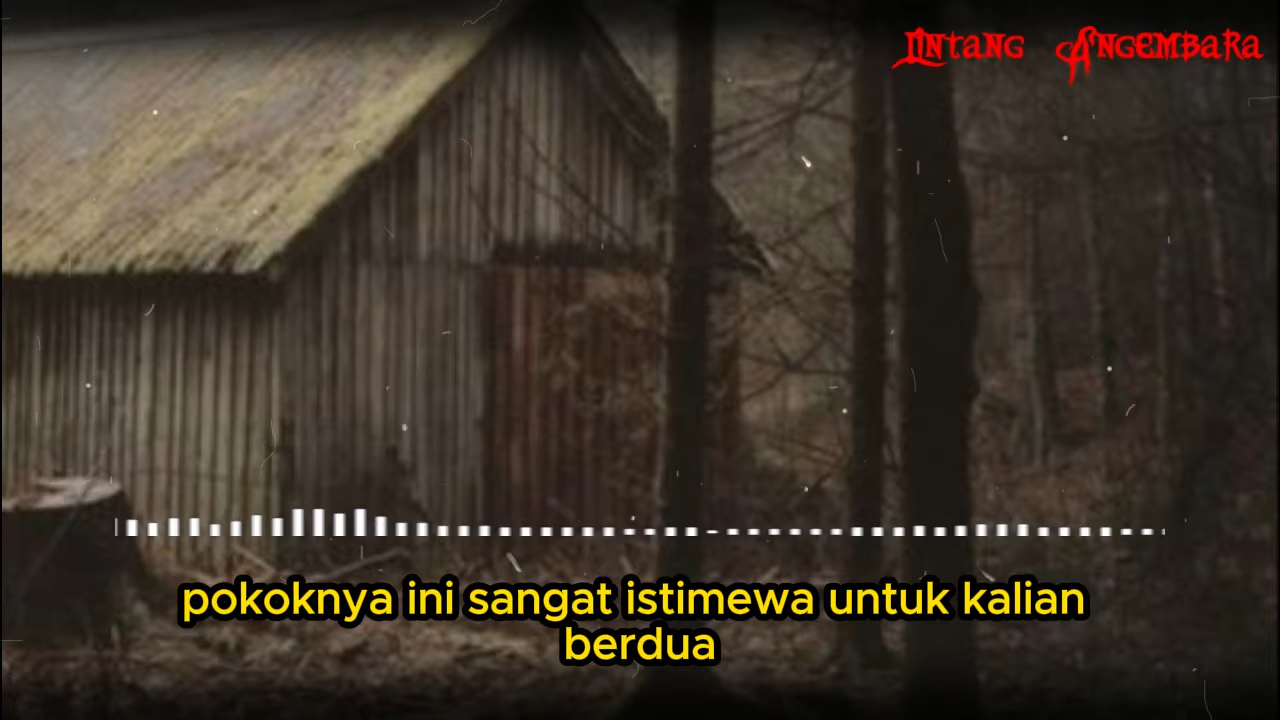 Lintang Angembara
pokoknya ini sangat istimewa untuk kalian
berdua